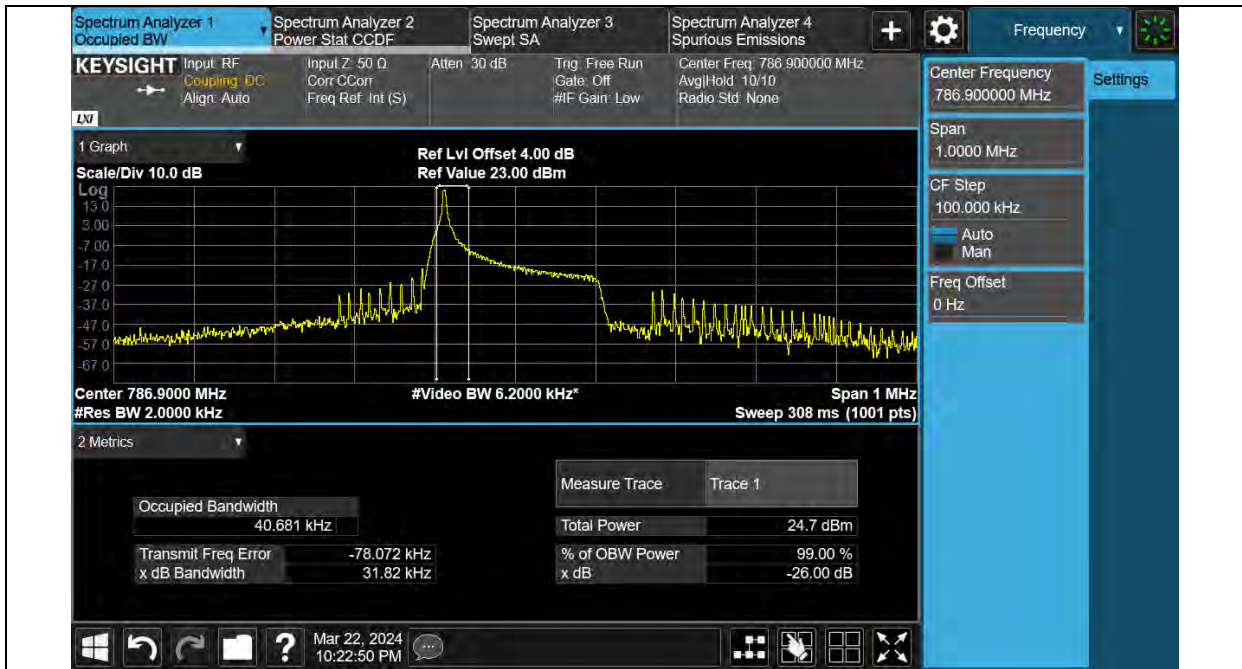 Spectrum Analyzer 1
Occupied BW
Spectrum Analyzer 2
Power Stat CCDF
Spectrum Analyzer 3
Swept SA
Spectrum Analyzer 4
Spurious Emissions
+
Frequency
KEYSIGHT
LXI
Input: RF
Coupling: DC
Align: Auto
Input Z: 50 Ω
Corr CCorr
Freq Ref: Int (S)
Atten: 30 dB
Trig: Free Run
Gate: Off
#IF Gain: Low
Center Freq: 786.900000 MHz
Avg|Hold: 10/10
Radio Std: None
Center Frequency
786.900000 MHz
Settings
Span
1.0000 MHz
CF Step
100.000 kHz
Auto
Man
Freq Offset
0 Hz
1 Graph
Scale/Div 10.0 dB
Ref Lvl Offset 4.00 dB
Ref Value 23.00 dBm
Log
13.0
3.00
-7.00
-17.0
-27.0
-37.0
-47.0
-57.0
-67.0
Center 786.9000 MHz
#Res BW 2.0000 kHz
#Video BW 6.2000 kHz*
Span 1 MHz
Sweep 308 ms (1001 pts)
2 Metrics
Measure Trace Trace 1
Occupied Bandwidth
40.681 kHz
Total Power 24.7 dBm
Transmit Freq Error -78.072 kHz
% of OBW Power 99.00 %
x dB Bandwidth 31.82 kHz
x dB -26.00 dB
?
Mar 22, 2024
10:22:50 PM